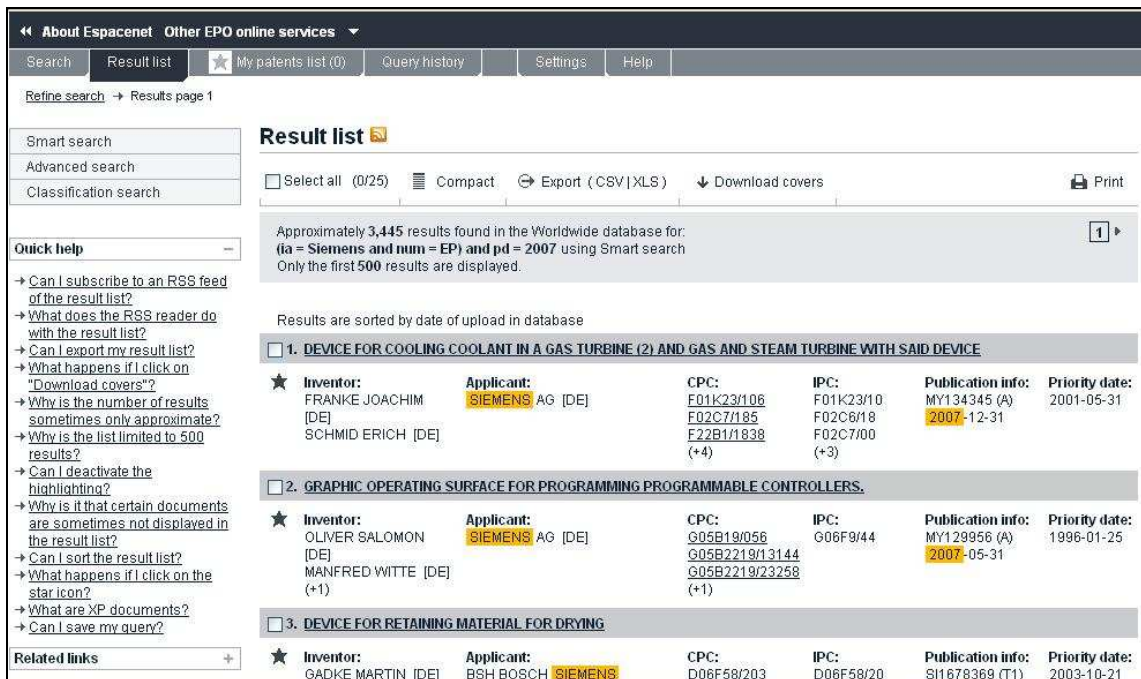 About Espacenet Other EPO online services
Search Result list My patents list (0) Query history Settings Help
Refine search → Results page 1
Smart search
Advanced search
Classification search
Quick help
→ Can I subscribe to an RSS feed
of the result list?
→ What does the RSS reader do
with the result list?
→ Can I export my result list?
→ What happens if I click on
"Download covers"?
→ Why is the number of results
sometimes only approximate?
→ Why is the list limited to 500
results?
→ Can I deactivate the
highlighting?
→ Why is it that certain documents
are sometimes not displayed in
the result list?
→ Can I sort the result list?
→ What happens if I click on the
star icon?
→ What are XP documents?
→ Can I save my query?
Related links
Result list
Select all (0/25) Compact Export ( CSV | XLS ) Download covers Print
Approximately 3,445 results found in the Worldwide database for:
(ia = Siemens and num = EP) and pd = 2007 using Smart search
Only the first 500 results are displayed.
1
Results are sorted by date of upload in database
1. DEVICE FOR COOLING COOLANT IN A GAS TURBINE (2) AND GAS AND STEAM TURBINE WITH SAID DEVICE
Inventor: Applicant: CPC: IPC: Publication info: Priority date:
FRANKE JOACHIM SIEMENS AG [DE] F01K23/106 F01K23/10 MY134345 (A) 2001-05-31
[DE] F02C7/185 F02C6/18 2007-12-31
SCHMID ERICH [DE] F22B1/1838 F02C7/00
(+4) (+3)
2. GRAPHIC OPERATING SURFACE FOR PROGRAMMING PROGRAMMABLE CONTROLLERS.
Inventor: Applicant: CPC: IPC: Publication info: Priority date:
OLIVER SALOMON SIEMENS AG [DE] G05B19/056 G06F9/44 MY129956 (A) 1996-01-25
[DE] G05B2219/13144 2007-05-31
MANFRED WITTE [DE] G05B2219/23258
(+1) (+1)
3. DEVICE FOR RETAINING MATERIAL FOR DRYING
Inventor: Applicant: CPC: IPC: Publication info: Priority date:
GADKE MARTIN [DE] BSH BOSCH SIEMENS D06F58/203 D06F58/20 SI1678369 (T1) 2003-10-21